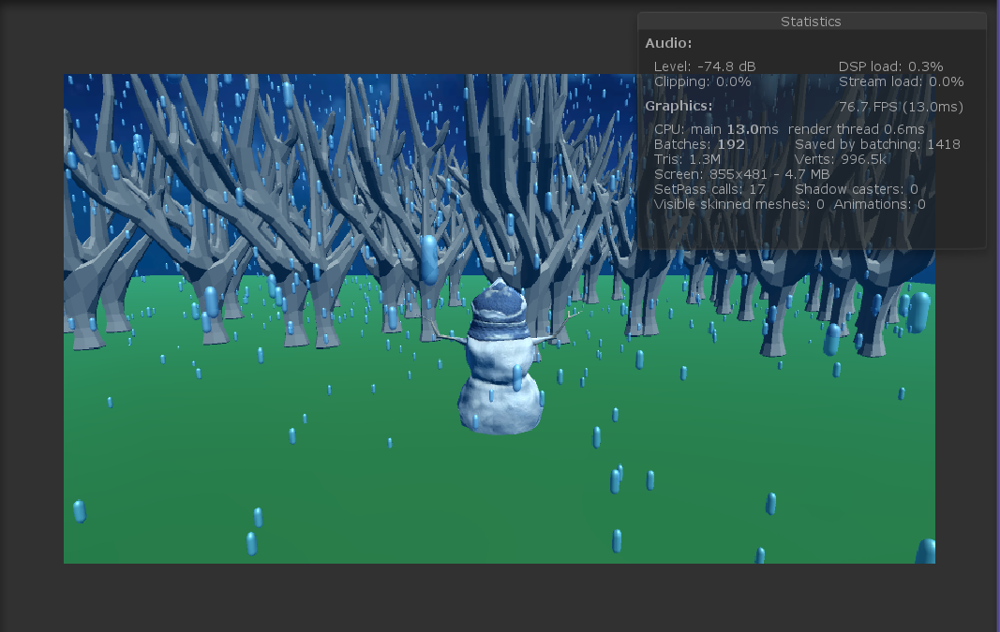 Statistics
Audio:
Level: -74.8 dB DSP load: 0.3%
Clipping: 0.0% Stream load: 0.0%
Graphics: 76.7 FPS (13.0ms)
CPU: main 13.0ms render thread 0.6ms
Batches: 192 Saved by batching: 1418
Tris: 1.3M Verts: 996.5k
Screen: 855x481 - 4.7 MB
SetPass calls: 17 Shadow casters: 0
Visible skinned meshes: 0 Animations: 0